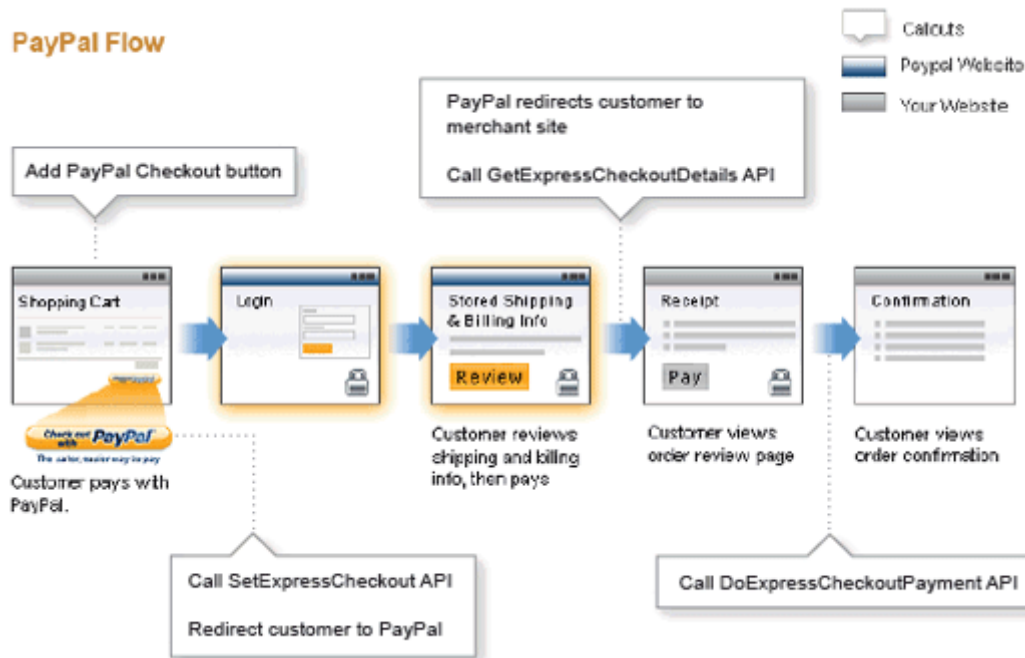 PayPal Flow
Callouts
Paypal Website
Your Website
PayPal redirects customer to
merchant site
Call GetExpressCheckoutDetails API
Add PayPal Checkout button
Shopping Cart
Login
Stored Shipping
& Billing Info
Review
Receipt
Pay
Confirmation
Check out
with PayPal
The safer, easier way to pay
Customer pays with
PayPal.
Customer reviews
shipping and billing
info, then pays
Customer views
order review page
Customer views
order confirmation
Call SetExpressCheckout API
Redirect customer to PayPal
Call DoExpressCheckoutPayment API